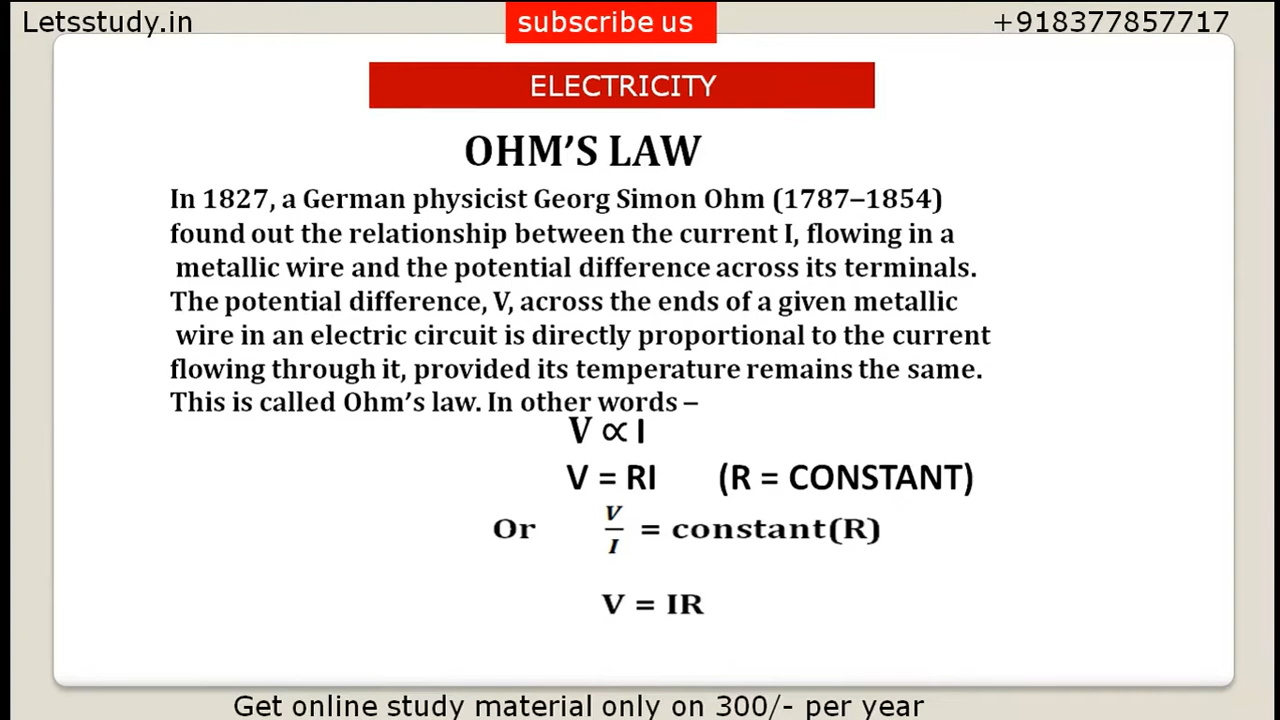 Letsstudy.in
subscribe us
+918377857717
ELECTRICITY
OHM’S LAW
In 1827, a German physicist Georg Simon Ohm (1787–1854)
found out the relationship between the current I, flowing in a
metallic wire and the potential difference across its terminals.
The potential difference, V, across the ends of a given metallic
wire in an electric circuit is directly proportional to the current
flowing through it, provided its temperature remains the same.
This is called Ohm’s law. In other words –
V ∝ I
V = RI (R = CONSTANT)
Or V/I = constant(R)
V = IR
Get online study material only on 300/- per year